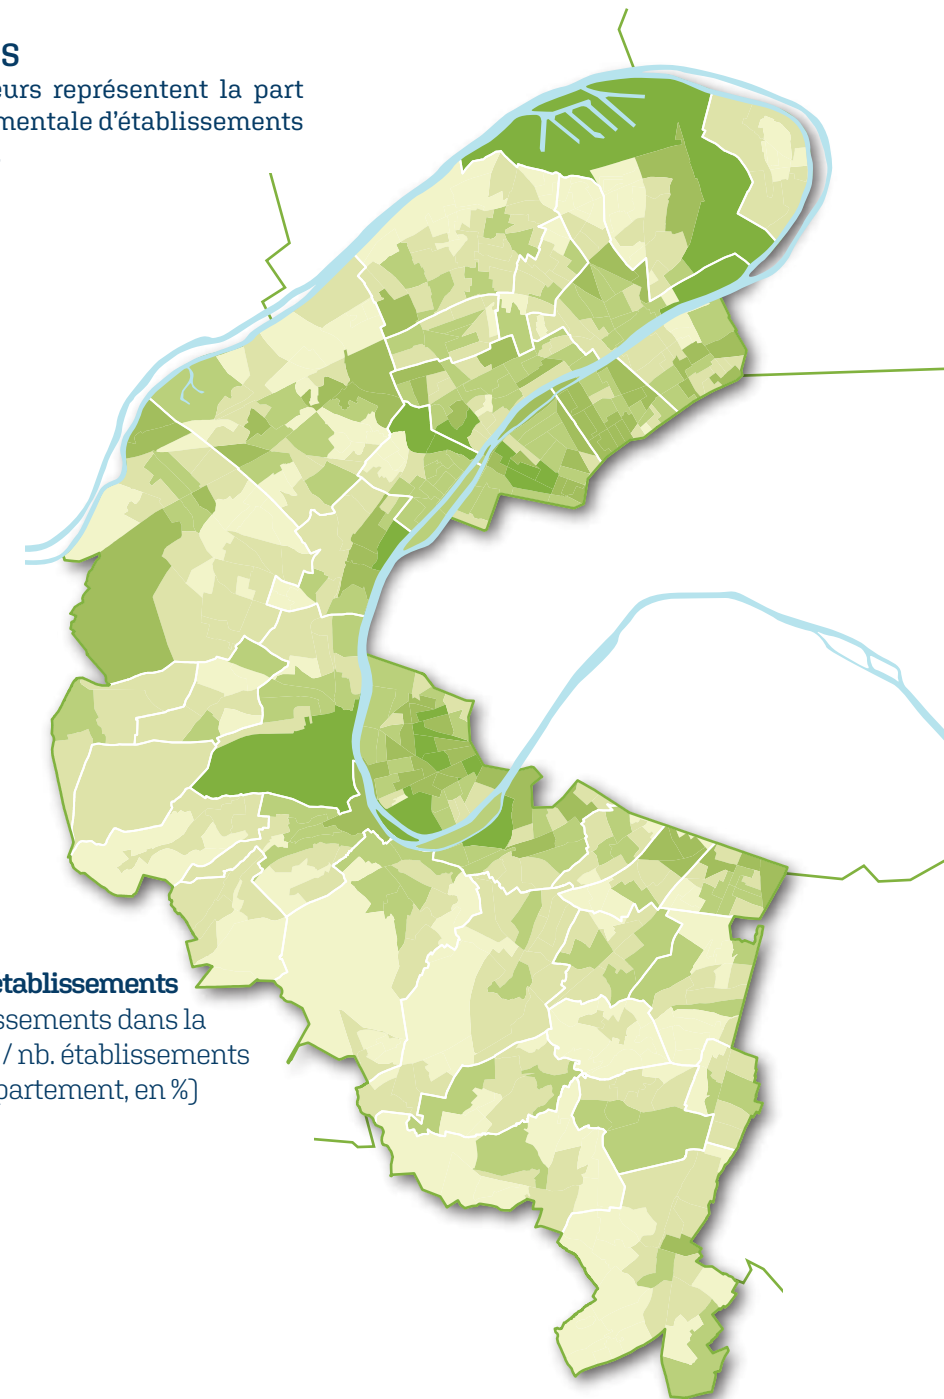 s
eurs représentent la part
mentale d'établissements
établissements
ssements dans la
/ nb. établissements
partement, en %)